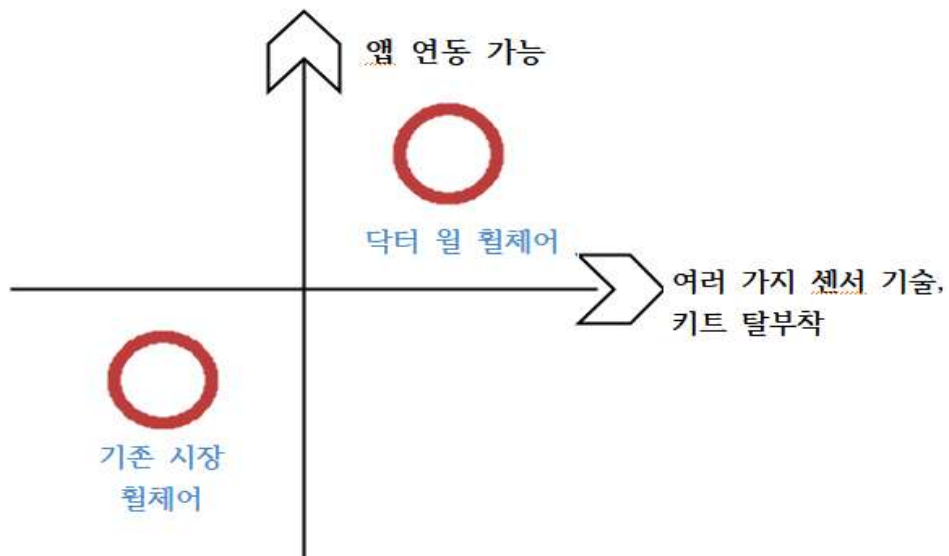 앱 연동 가능
닥터 윌 휠체어
여러 가지 센서 기술,
키트 탈부착
기존 시장
휠체어